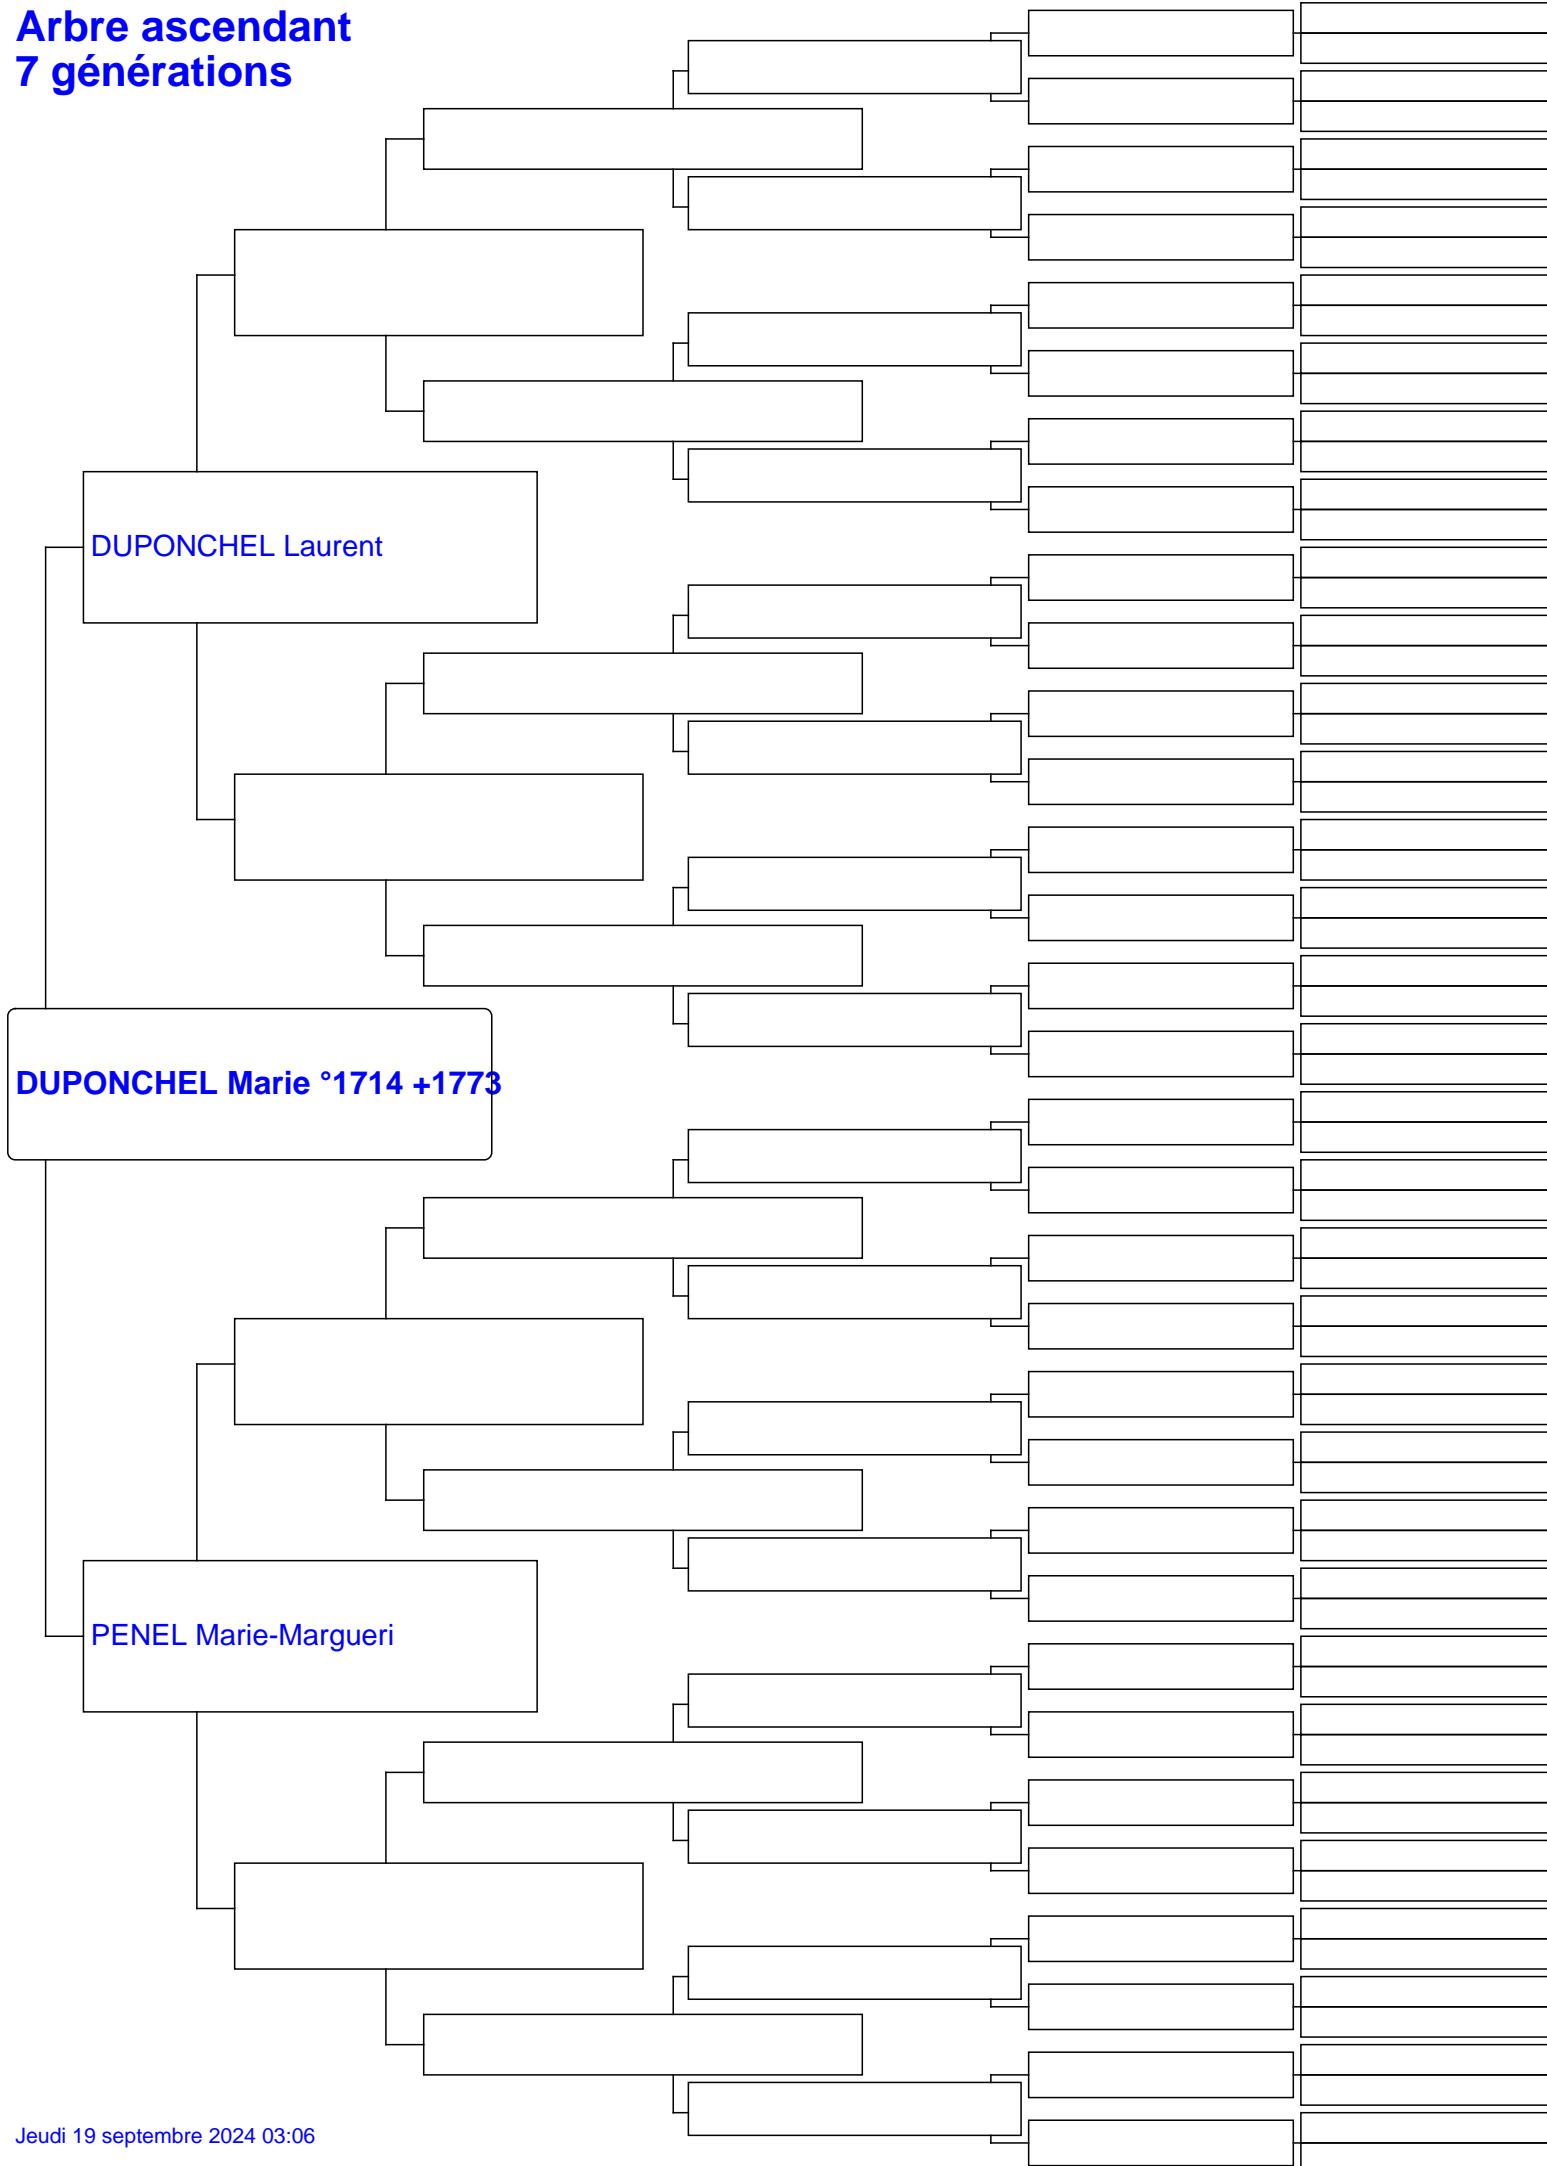 Arbre ascendant
7 générations
DUPONCHEL Laurent
DUPONCHEL Marie °1714 +1773
PENEL Marie-Margueri
Jeudi 19 septembre 2024 03:06